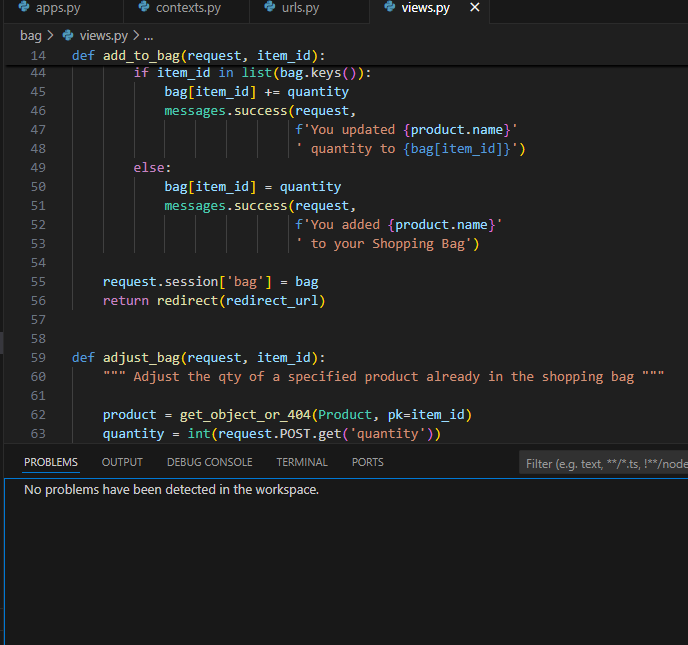 apps.py contexts.py urls.py views.py ×
bag > views.py > ...
14 def add_to_bag(request, item_id):
44 if item_id in list(bag.keys()):
45 bag[item_id] += quantity
46 messages.success(request,
47 f'You updated {product.name}'
48 ' quantity to {bag[item_id]}')
49 else:
50 bag[item_id] = quantity
51 messages.success(request,
52 f'You added {product.name}'
53 ' to your Shopping Bag')
54
55 request.session['bag'] = bag
56 return redirect(redirect_url)
57
58
59 def adjust_bag(request, item_id):
60 """ Adjust the qty of a specified product already in the shopping bag """
61
62 product = get_object_or_404(Product, pk=item_id)
63 quantity = int(request.POST.get('quantity'))
PROBLEMS OUTPUT DEBUG CONSOLE TERMINAL PORTS Filter (e.g. text, **/*.ts, !**/node
No problems have been detected in the workspace.